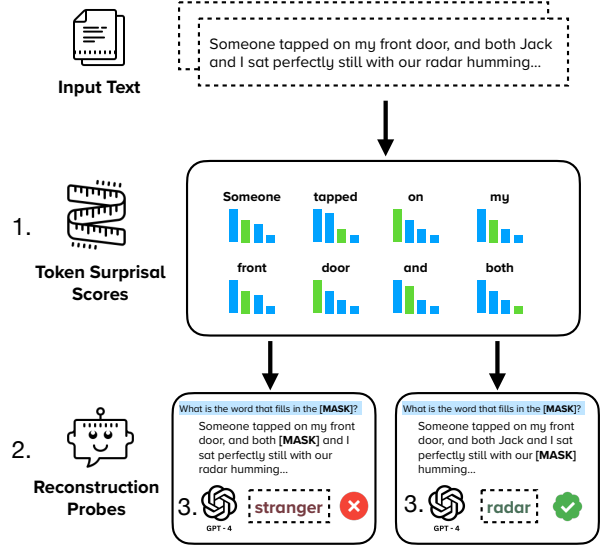 Input Text
Someone tapped on my front door, and both Jack
and I sat perfectly still with our radar humming...
1.
Token Surprisal
Scores
Someone tapped on my
front door and both
2.
Reconstruction
Probes
What is the word that fills in the [MASK]?
Someone tapped on my front
door, and both [MASK] and I
sat perfectly still with our
radar humming...
3.
GPT - 4
stranger
What is the word that fills in the [MASK]?
Someone tapped on my front
door, and both Jack and I sat
perfectly still with our [MASK]
humming...
3.
GPT - 4
radar